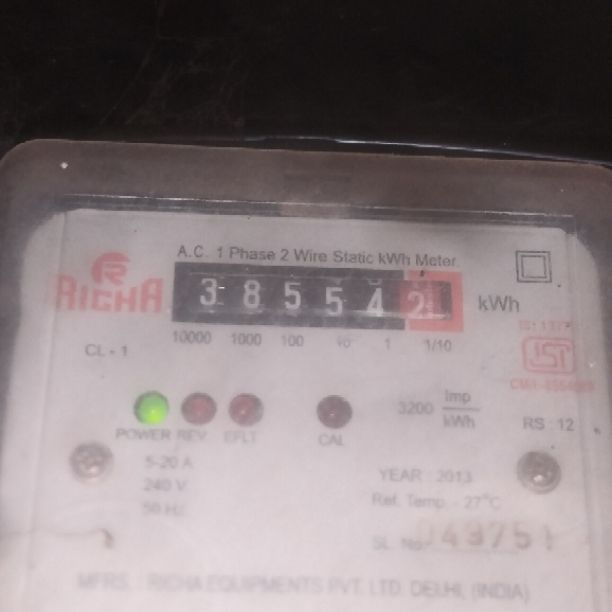 A.C. 1 Phase 2 Wire Static kWh Meter.
RICHA
3 8 5 5 4 2 kWh
10000 1000 100 10 1 1/10
CL - 1
ISI
3200 Imp/kWh
RS : 12
POWER REV EFLT CAL
5-20 A
240 V
50 Hz
YEAR : 2013
Ref. Temp. - 27°C
SL. No. 049751
MFRS. : RICHA EQUIPMENTS PVT. LTD. DELHI, (INDIA)